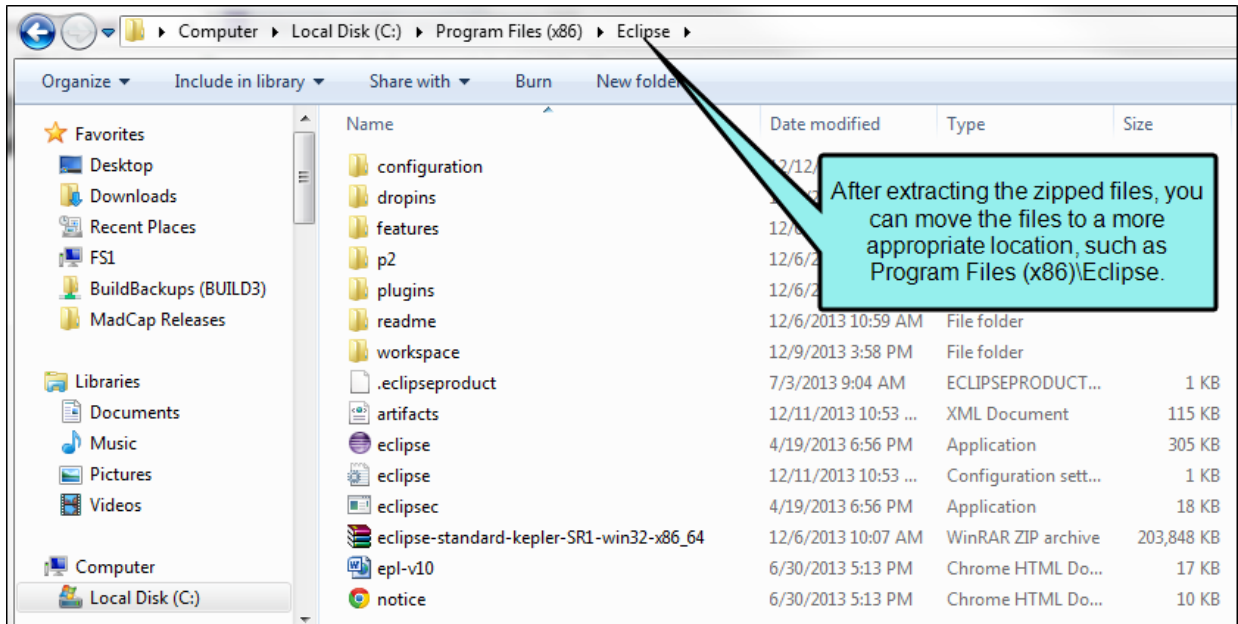 Computer Local Disk (C:) Program Files (x86) Eclipse
Organize Include in library Share with Burn New folder
Favorites
Desktop
Downloads
Recent Places
FS1
BuildBackups (BUILD3)
MadCap Releases
Libraries
Documents
Music
Pictures
Videos
Computer
Local Disk (C:)
Name Date modified Type Size
configuration 12/12/
dropins
features
p2
plugins
readme 12/6/2013 10:59 AM File folder
workspace 12/9/2013 3:58 PM File folder
.eclipseproduct 7/3/2013 9:04 AM ECLIPSEPRODUCT... 1 KB
artifacts 12/11/2013 10:53 ... XML Document 115 KB
eclipse 4/19/2013 6:56 PM Application 305 KB
eclipse 12/11/2013 10:53 ... Configuration sett... 1 KB
eclipsec 4/19/2013 6:56 PM Application 18 KB
eclipse-standard-kepler-SR1-win32-x86_64 12/6/2013 10:07 AM WinRAR ZIP archive 203,848 KB
epl-v10 6/30/2013 5:13 PM Chrome HTML Do... 17 KB
notice 6/30/2013 5:13 PM Chrome HTML Do... 10 KB
After extracting the zipped files, you
can move the files to a more
appropriate location, such as
Program Files (x86)\Eclipse.